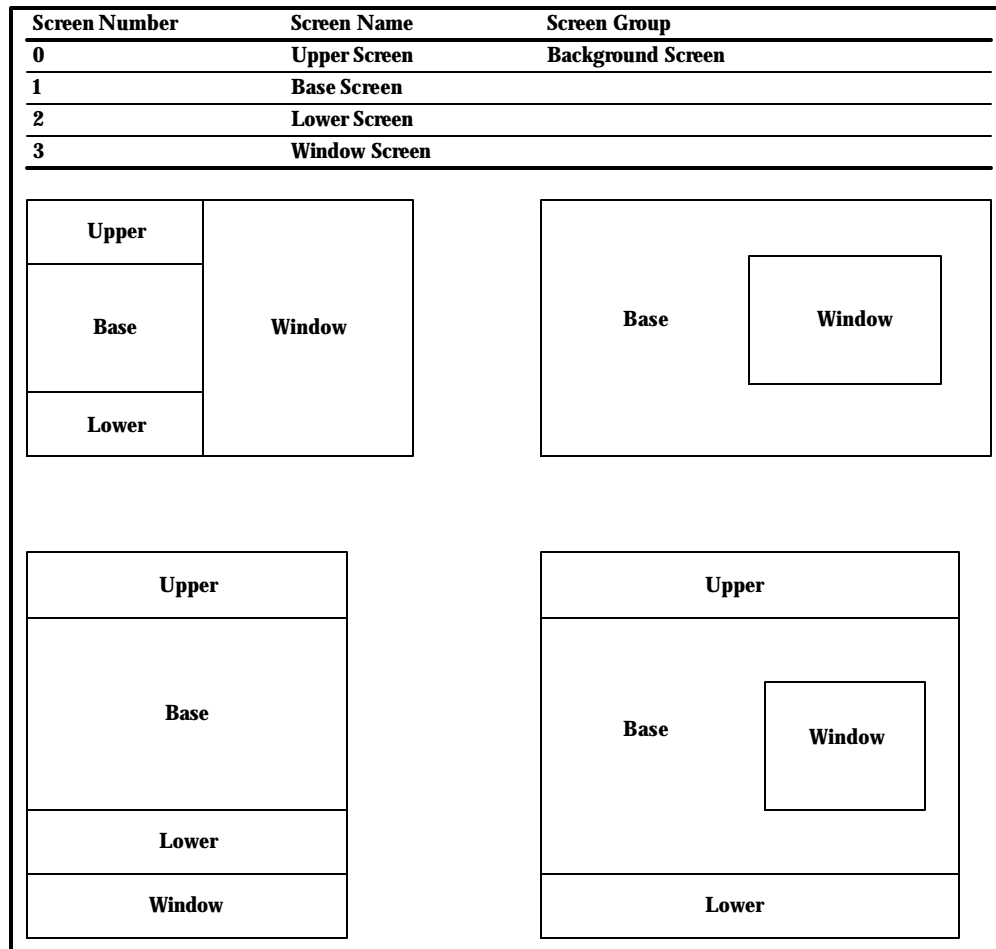 Screen Number Screen Name Screen Group
0 Upper Screen Background Screen
1 Base Screen
2 Lower Screen
3 Window Screen
Upper
Base Window
Lower
Base Window
Upper
Base
Lower
Window
Upper
Base Window
Lower